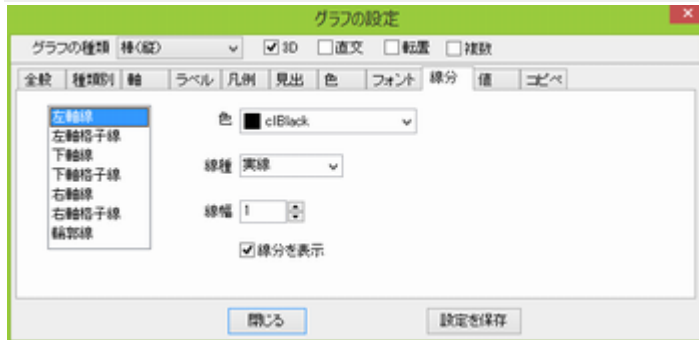 グラフの設定
グラフの種類 棒(縦) 3D 直交 転置 複数
全般 種類別 軸 ラベル 凡例 見出 色 フォント 線分 値 コピペ
左軸線
左軸格子線
下軸線
下軸格子線
右軸線
右軸格子線
輪郭線
色 clBlack
線種 実線
線幅 1
線分を表示
閉じる 設定を保存